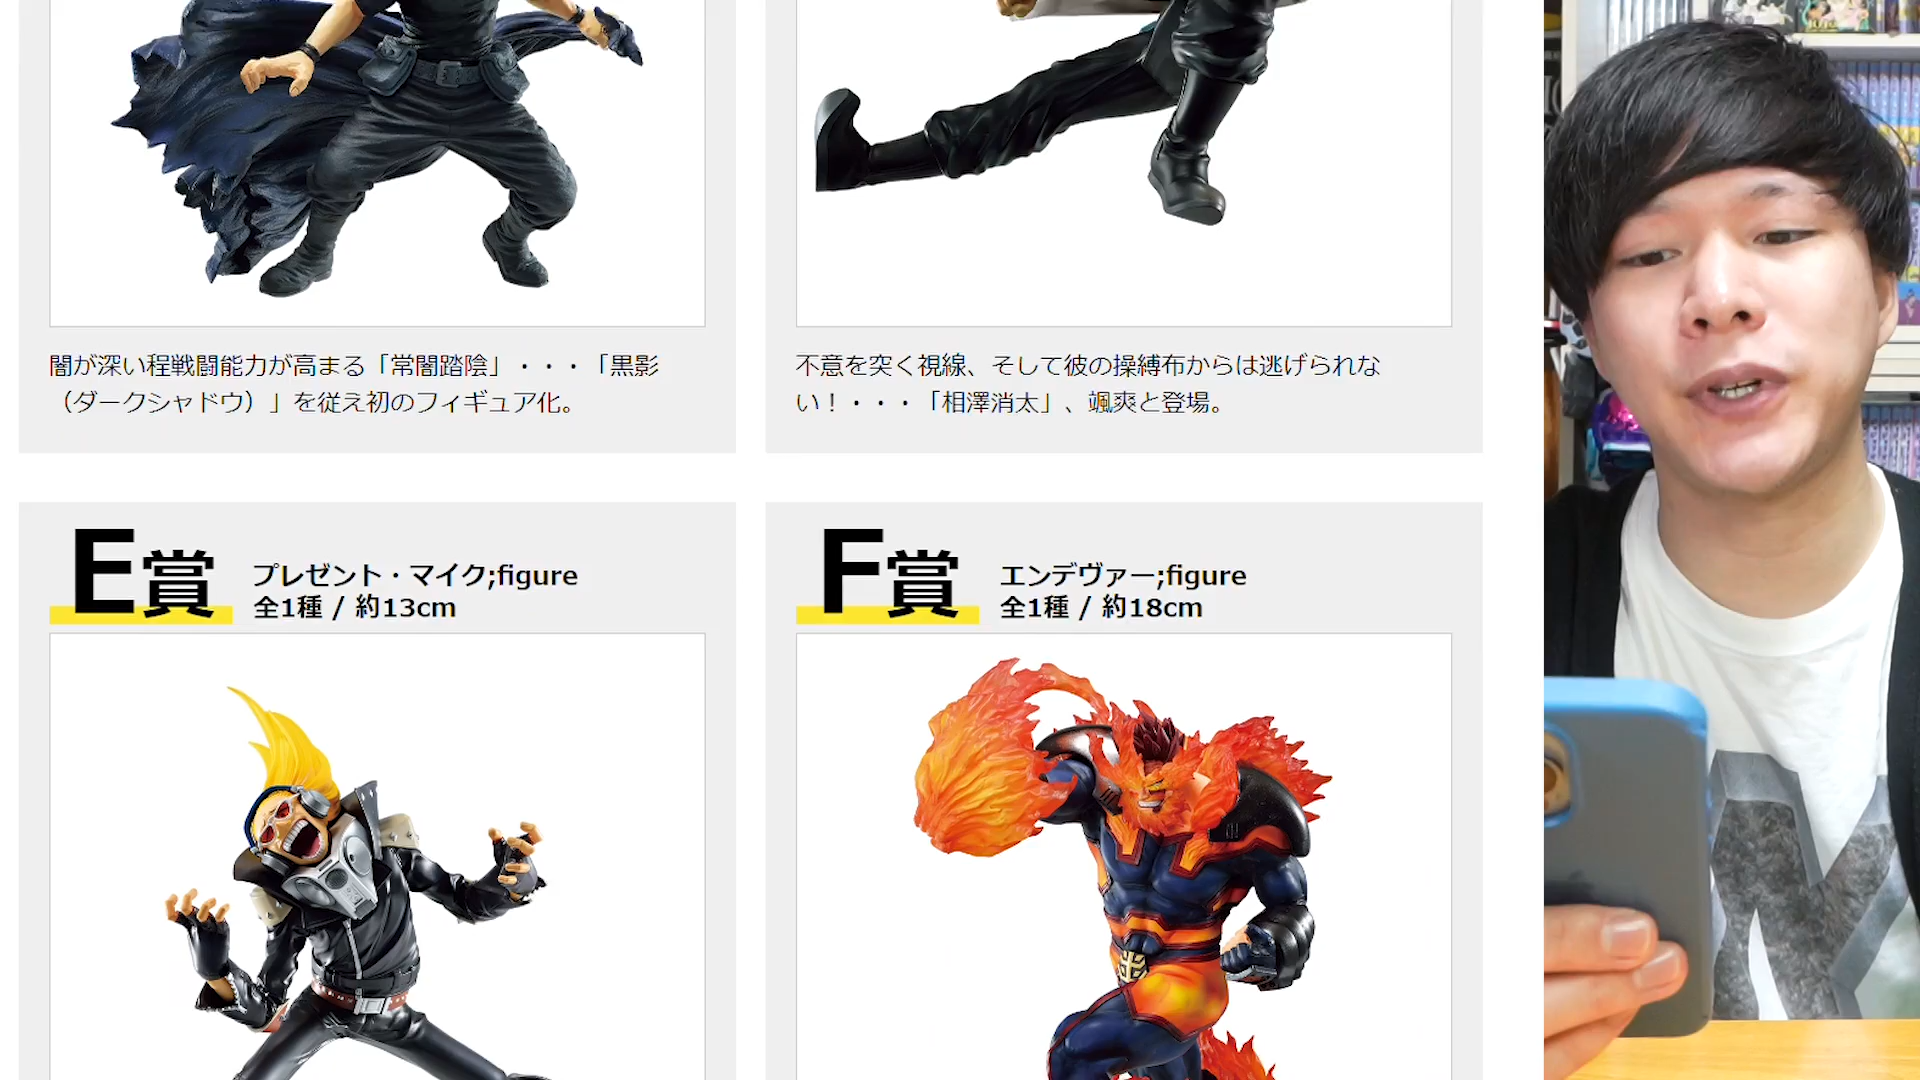 闇が深い程戦闘能力が高まる「常闇踏陰」・・・「黒影
（ダークシャドウ）」を従え初のフィギュア化。
不意を突く視線、そして彼の操縛布からは逃げられな
い！・・・「相澤消太」、颯爽と登場。
E賞
プレゼント・マイク;figure
全1種 / 約13cm
F賞
エンデヴァー;figure
全1種 / 約18cm